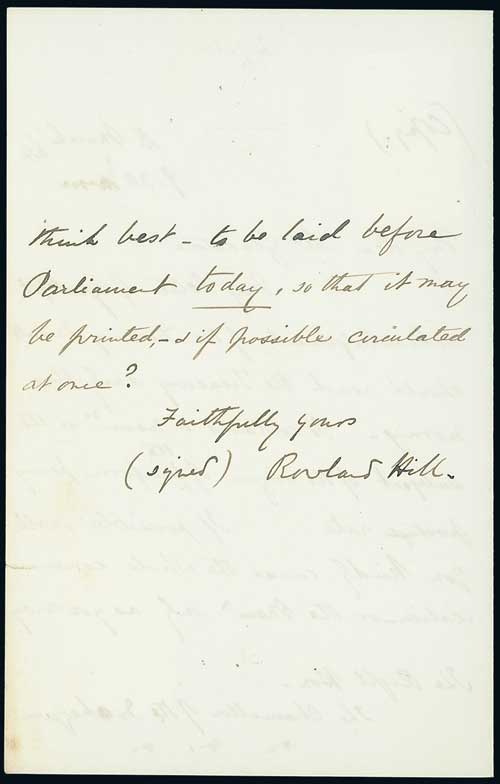 think best – to be laid before
Parliament today, so that it may
be printed, – & if possible circulated
at once?
Faithfully yours
(signed) Rowland Hill.